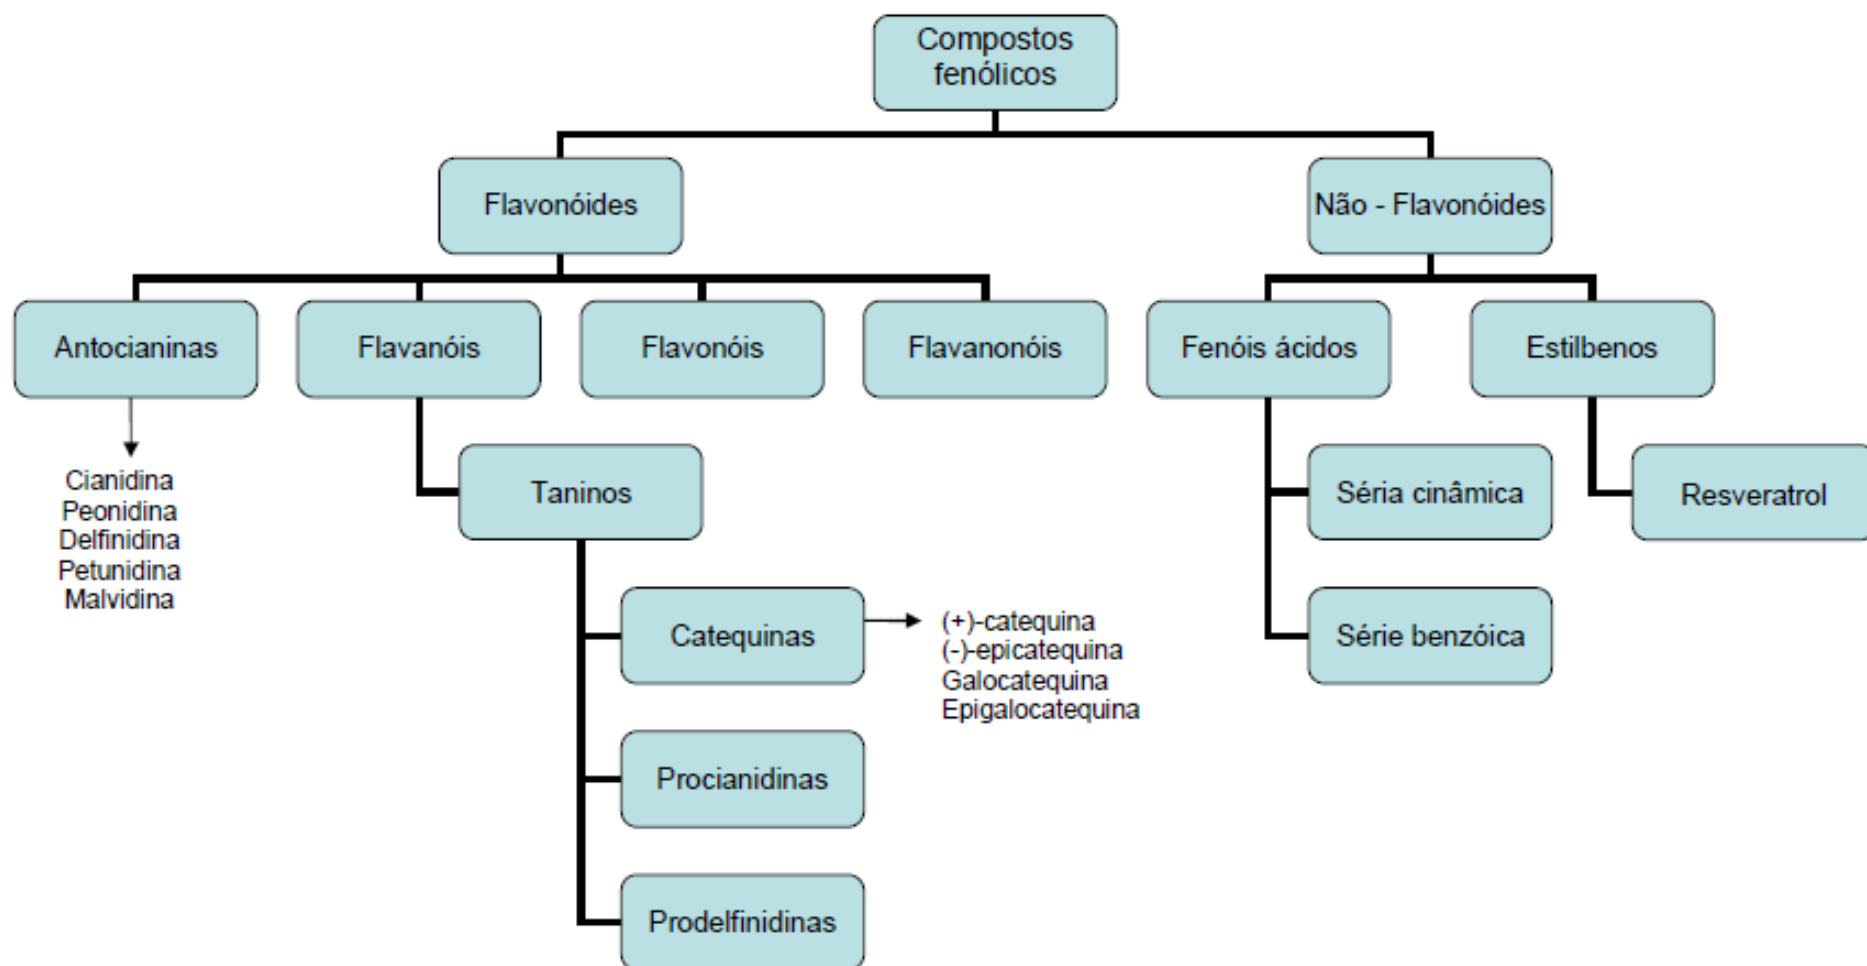 Compostos
fenólicos
Flavonóides
Não - Flavonóides
Antocianinas
Flavanóis
Flavonóis
Flavanonóis
Fenóis ácidos
Estilbenos
Cianidina
Peonidina
Delfinidina
Petunidina
Malvidina
Taninos
Séria cinâmica
Resveratrol
Catequinas
(+)-catequina
(-)-epicatequina
Galocatequina
Epigalocatequina
Série benzóica
Procianidinas
Prodelfinidinas